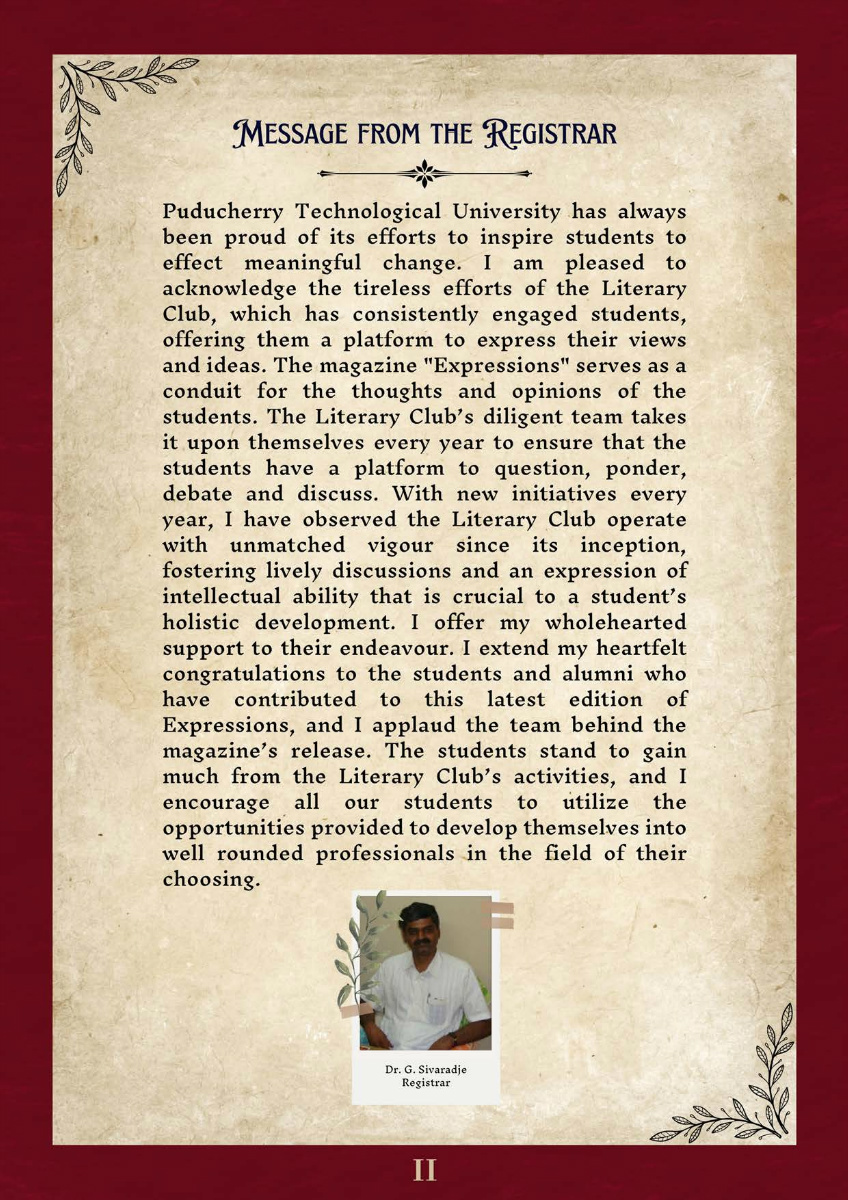 Message from the Registrar
Puducherry Technological University has always
been proud of its efforts to inspire students to
effect meaningful change. I am pleased to
acknowledge the tireless efforts of the Literary
Club, which has consistently engaged students,
offering them a platform to express their views
and ideas. The magazine "Expressions" serves as a
conduit for the thoughts and opinions of the
students. The Literary Club’s diligent team takes
it upon themselves every year to ensure that the
students have a platform to question, ponder,
debate and discuss. With new initiatives every
year, I have observed the Literary Club operate
with unmatched vigour since its inception,
fostering lively discussions and an expression of
intellectual ability that is crucial to a student’s
holistic development. I offer my wholehearted
support to their endeavour. I extend my heartfelt
congratulations to the students and alumni who
have contributed to this latest edition of
Expressions, and I applaud the team behind the
magazine’s release. The students stand to gain
much from the Literary Club’s activities, and I
encourage all our students to utilize the
opportunities provided to develop themselves into
well rounded professionals in the field of their
choosing.
Dr. G. Sivaradje
Registrar
II